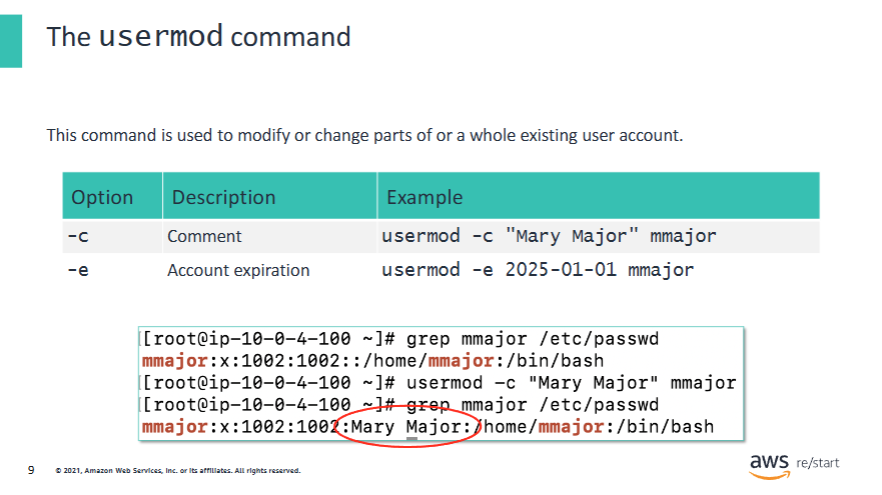 The usermod command
This command is used to modify or change parts of or a whole existing user account.
Option Description Example
-c Comment usermod -c "Mary Major" mmajor
-e Account expiration usermod -e 2025-01-01 mmajor
[[root@ip-10-0-4-100 ~]# grep mmajor /etc/passwd
mmajor:x:1002:1002::/home/mmajor:/bin/bash
[[root@ip-10-0-4-100 ~]# usermod -c "Mary Major" mmajor
[[root@ip-10-0-4-100 ~]# grep mmajor /etc/passwd
mmajor:x:1002:1002:Mary Major:/home/mmajor:/bin/bash
9 © 2021, Amazon Web Services, Inc. or its affiliates. All rights reserved.
aws re/start